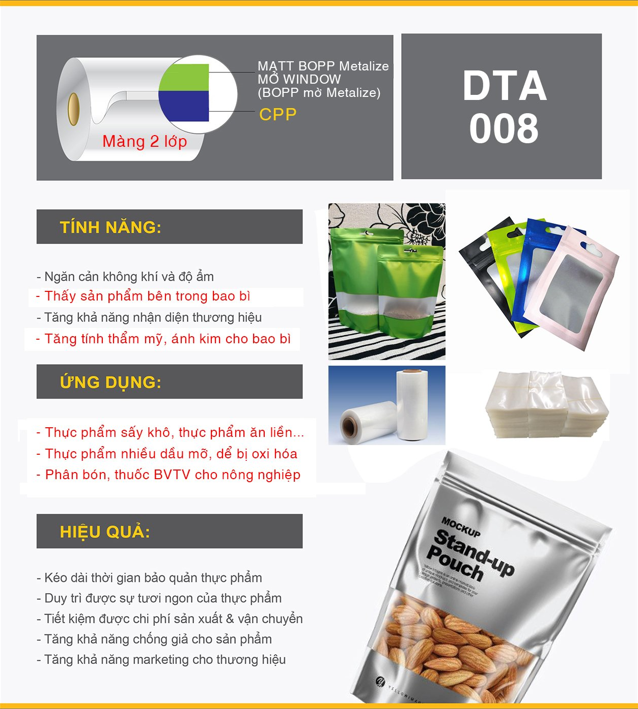 MATT BOPP Metalize
MỞ WINDOW
(BOPP mờ Metalize)
CPP
Màng 2 lớp
DTA
008
TÍNH NĂNG:
- Ngăn cản không khí và độ ẩm
- Thấy sản phẩm bên trong bao bì
- Tăng khả năng nhận diện thương hiệu
- Tăng tính thẩm mỹ, ánh kim cho bao bì
ỨNG DỤNG:
- Thực phẩm sấy khô, thực phẩm ăn liền...
- Thực phẩm nhiều dầu mỡ, dể bị oxi hóa
- Phân bón, thuốc BVTV cho nông nghiệp
HIỆU QUẢ:
- Kéo dài thời gian bảo quản thực phẩm
- Duy trì được sự tươi ngon của thực phẩm
- Tiết kiệm được chi phí sản xuất & vận chuyển
- Tăng khả năng chống giả cho sản phẩm
- Tăng khả năng marketing cho thương hiệu
MOCKUP
Stand-up
Pouch